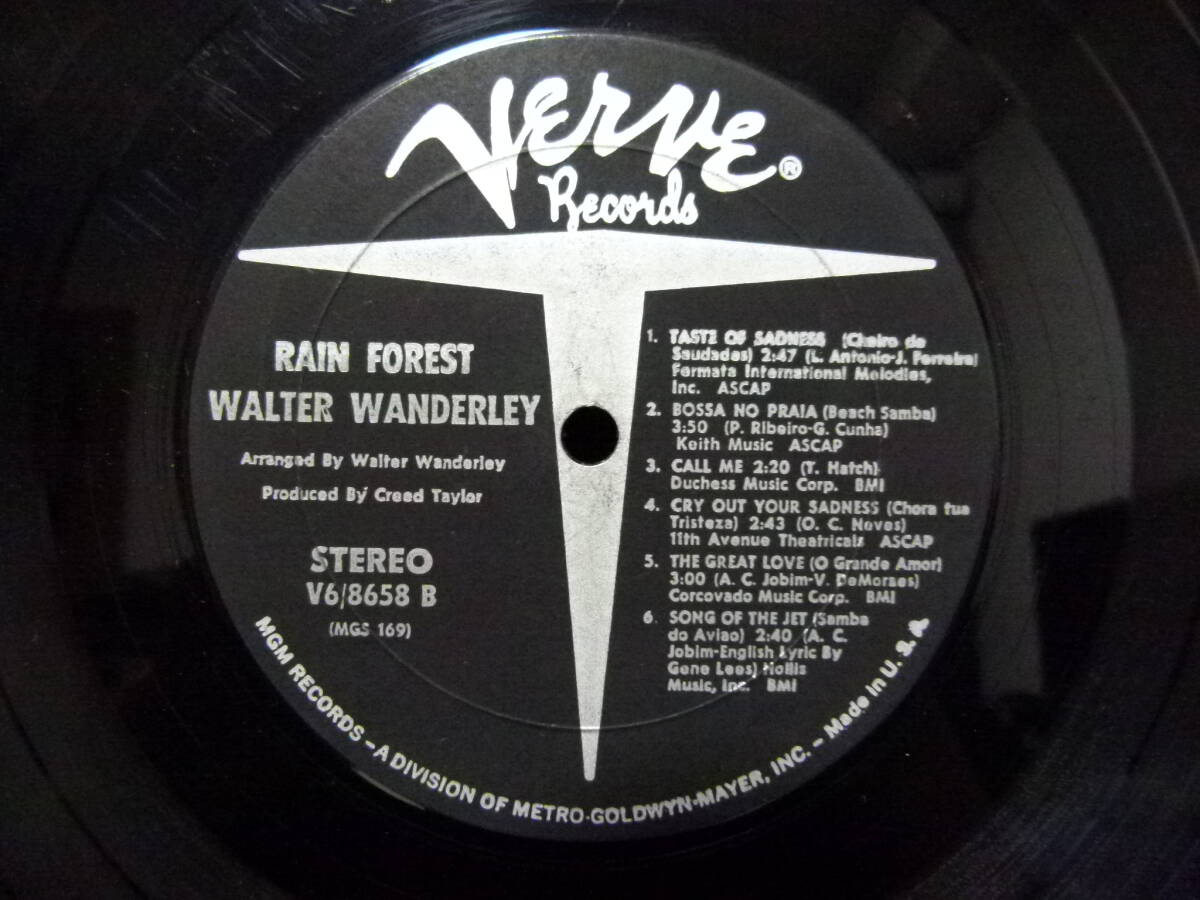 Verve ®
Records
RAIN FOREST
WALTER WANDERLEY
Arranged By Walter Wanderley
Produced By Creed Taylor
STEREO
V6/8658 B
(MGS 169)
1. TASTE OF SADNESS (Cheiro de
Saudades) 2:47 (L. Antonio-J. Ferreira)
Fermata International Melodies,
Inc. ASCAP
2. BOSSA NO PRAIA (Beach Samba)
3:50 (P. Ribeiro-G. Cunha)
Keith Music ASCAP
3. CALL ME 2:20 (T. Hatch)
Duchess Music Corp. BMI
4. CRY OUT YOUR SADNESS (Chora tua
Tristeza) 2:43 (O. C. Neves)
11th Avenue Theatricals ASCAP
5. THE GREAT LOVE (O Grande Amor)
3:00 (A. C. Jobim-V. DeMoraes)
Corcovado Music Corp. BMI
6. SONG OF THE JET (Samba
do Aviao) 2:40 (A. C.
Jobim-English Lyric By
Gene Lees) Hollis
Music, Inc. BMI
MGM RECORDS - A DIVISION OF METRO-GOLDWYN-MAYER, INC. - Made in U. S. A.